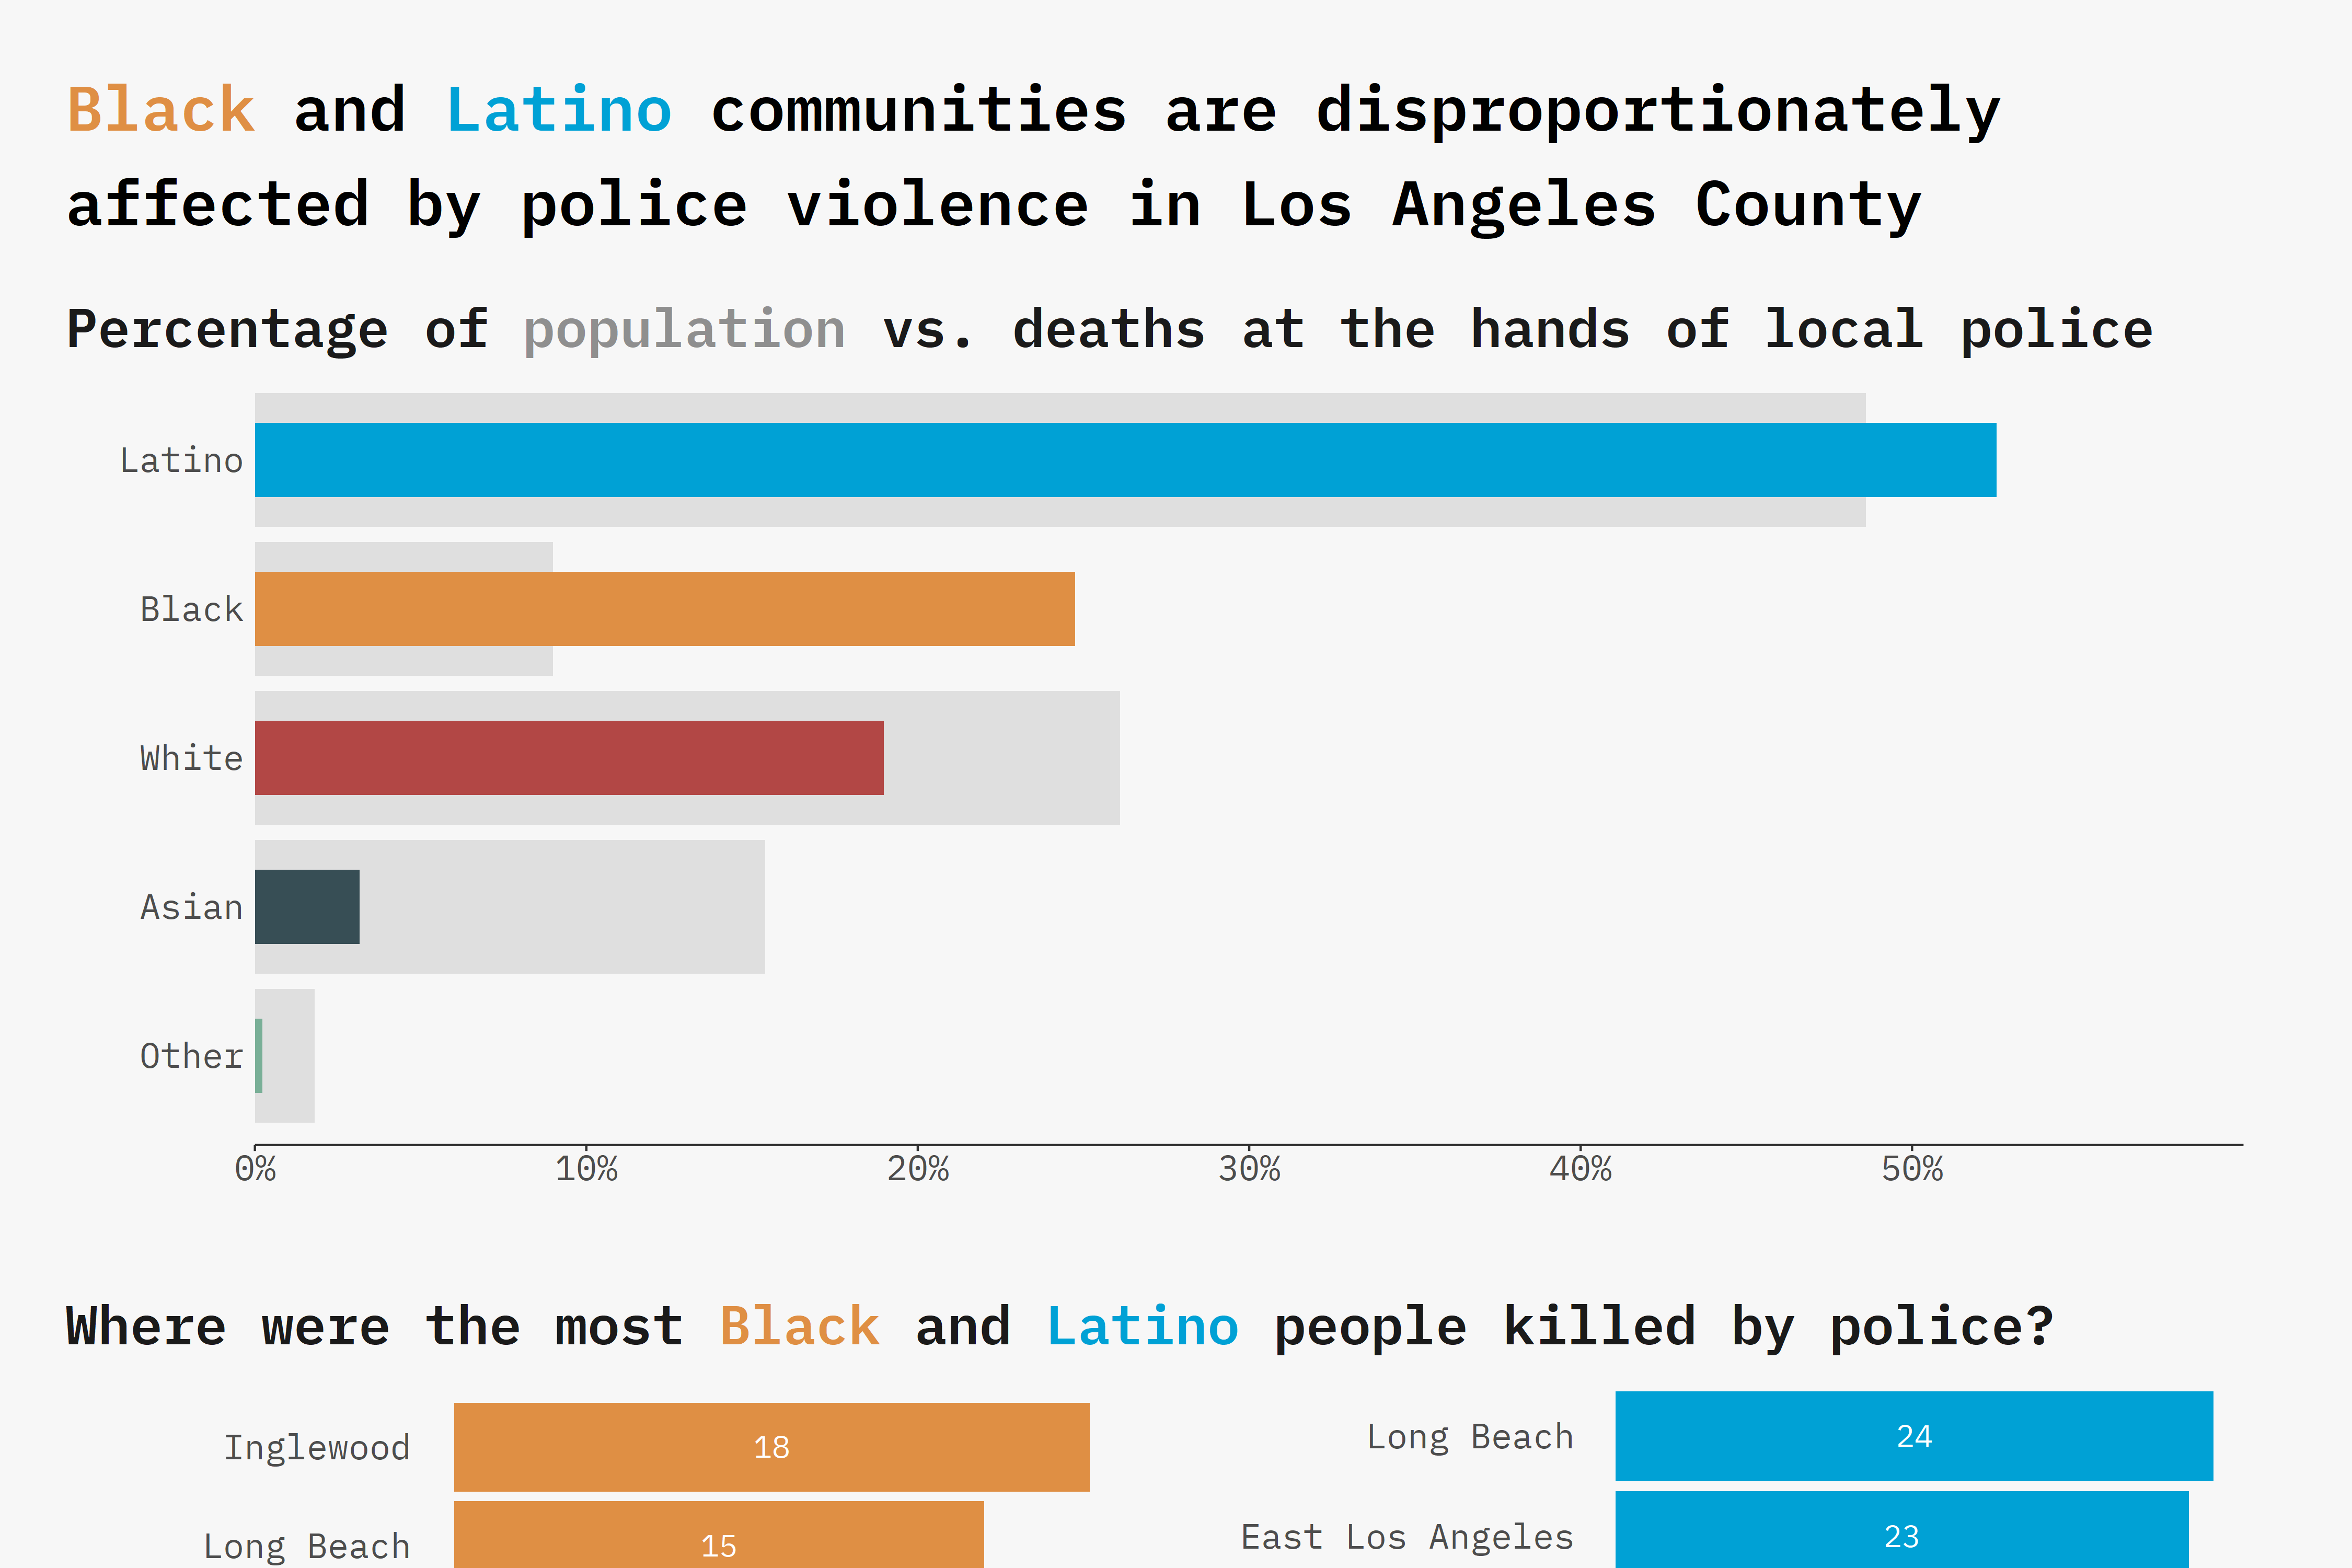 Black and Latino communities are disproportionately
affected by police violence in Los Angeles County
Percentage of population vs. deaths at the hands of local police
Latino
Black
White
Asian
Other
0% 10% 20% 30% 40% 50%
Where were the most Black and Latino people killed by police?
Inglewood 18
Long Beach 15
Long Beach 24
East Los Angeles 23